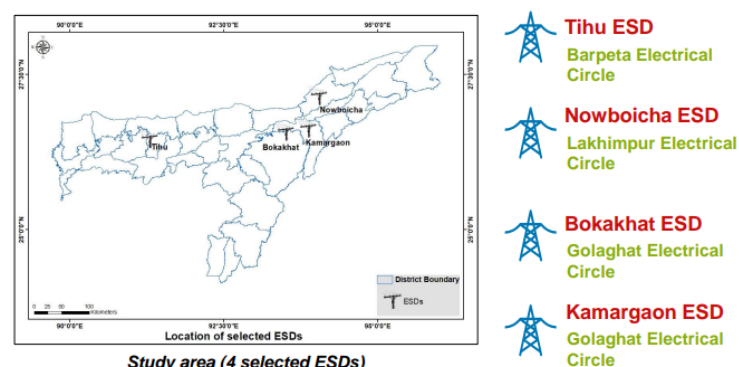 90°0'0"E 92°30'0"E 95°0'0"E
27°30'0"N 27°30'0"N
Nowboicha
Tihu Bokakhat Kamargaon
25°0'0"N 25°0'0"N
District Boundary
ESDs
0 25 50 100
Kilometers
90°0'0"E 92°30'0"E 95°0'0"E
Location of selected ESDs
Study area (4 selected ESDs)
Tihu ESD
Barpeta Electrical
Circle
Nowboicha ESD
Lakhimpur Electrical
Circle
Bokakhat ESD
Golaghat Electrical
Circle
Kamargaon ESD
Golaghat Electrical
Circle